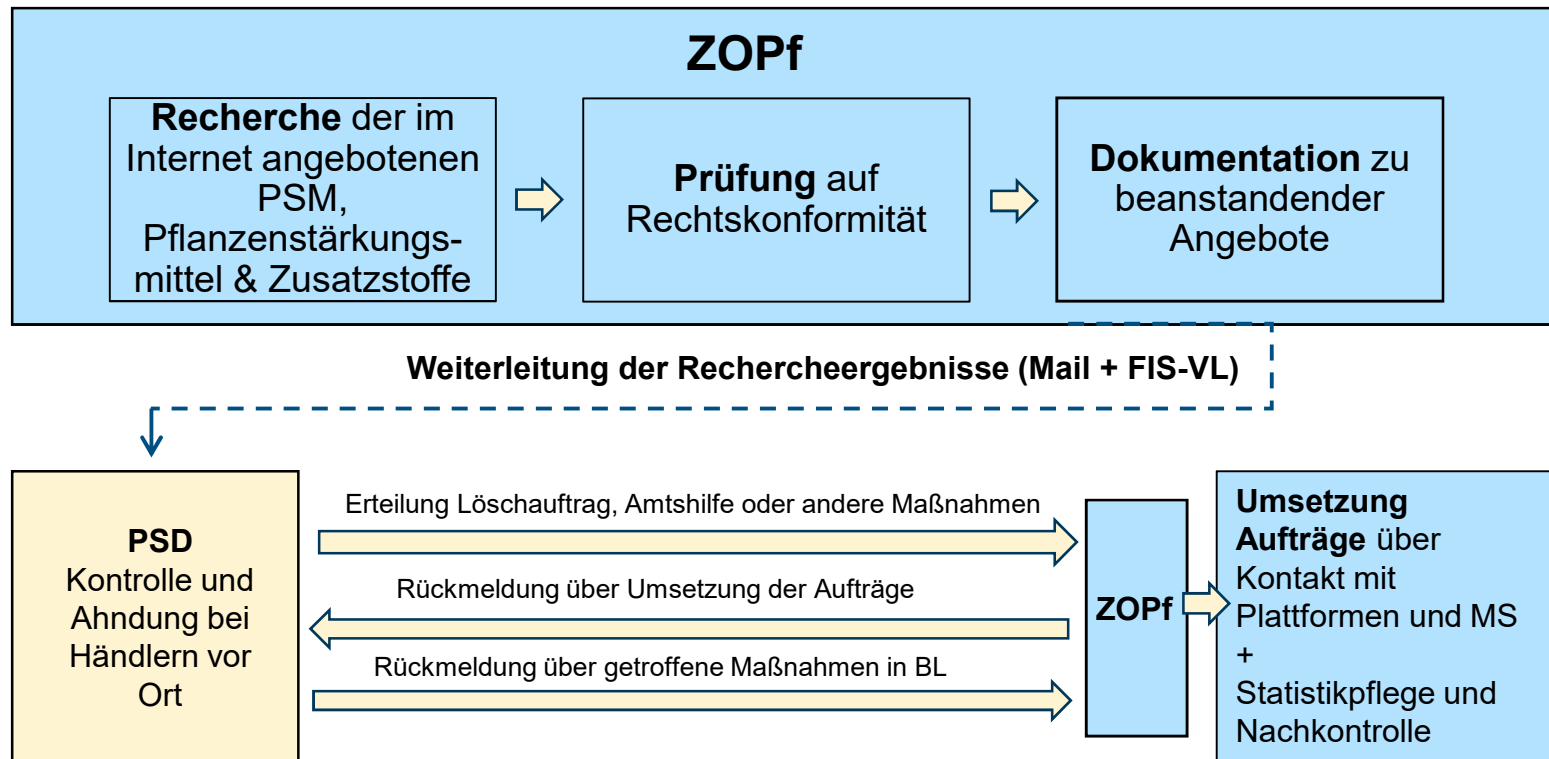 ZOPf
Recherche der im
Internet angebotenen
PSM,
Pflanzenstärkungs-
mittel & Zusatzstoffe
Prüfung auf
Rechtskonformität
Dokumentation zu
beanstandender
Angebote
Weiterleitung der Rechercheergebnisse (Mail + FIS-VL)
PSD
Kontrolle und
Ahndung bei
Händlern vor
Ort
Erteilung Löschauftrag, Amtshilfe oder andere Maßnahmen
Rückmeldung über Umsetzung der Aufträge
Rückmeldung über getroffene Maßnahmen in BL
ZOPf
Umsetzung
Aufträge über
Kontakt mit
Plattformen und MS
+
Statistikpflege und
Nachkontrolle